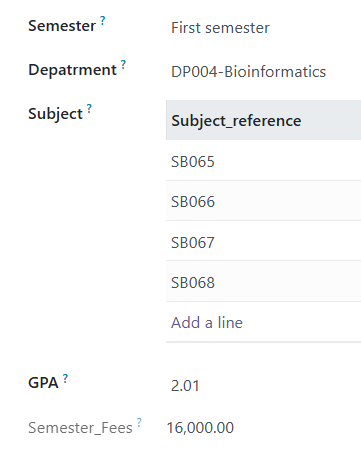 Semester ? First semester
Depatrment ? DP004-Bioinformatics
Subject ? Subject_reference
SB065
SB066
SB067
SB068
Add a line
GPA ? 2.01
Semester_Fees ? 16,000.00